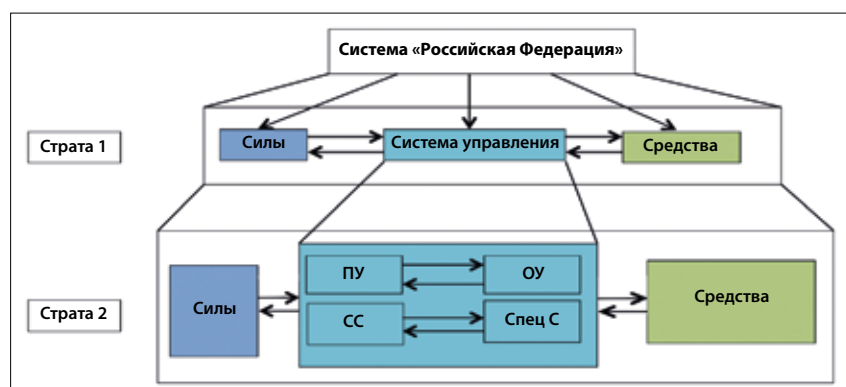 Система «Российская Федерация»
Страта 1
Силы
Система управления
Средства
Страта 2
Силы
ПУ
ОУ
СС
Спец С
Средства